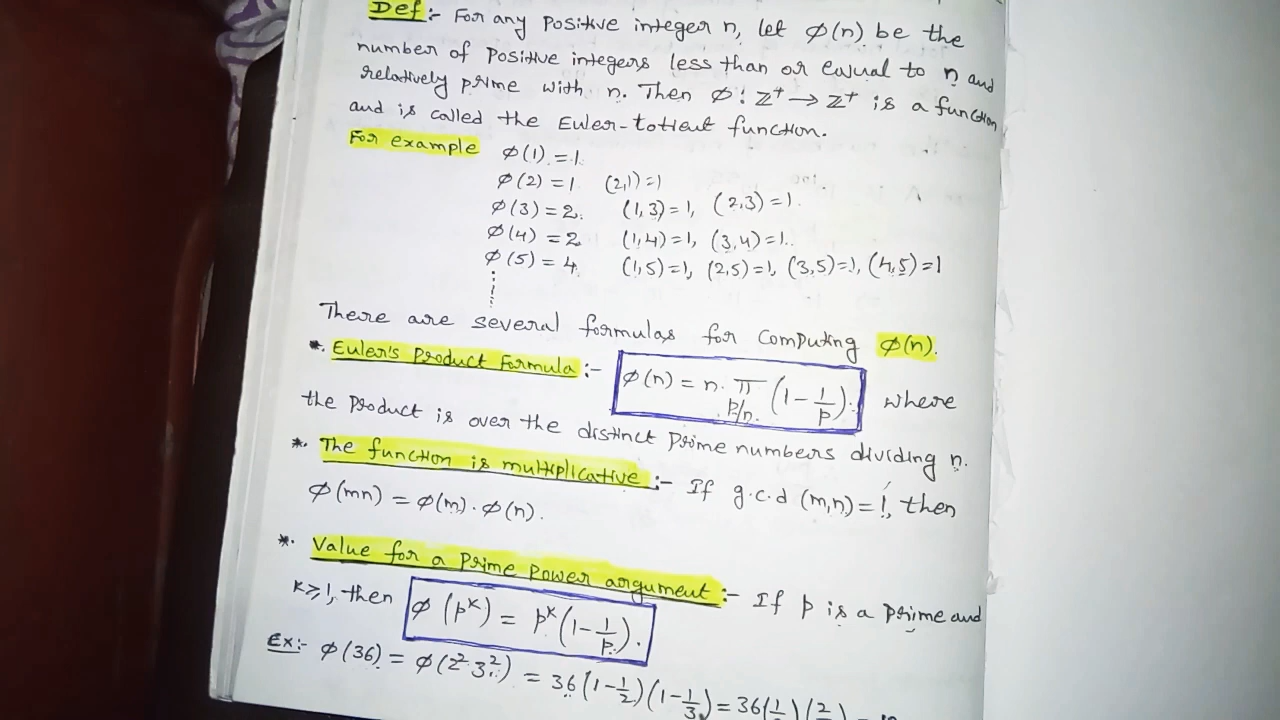 Def :- For any positive integer n, let ϕ(n) be the
number of positive integers less than or equal to n and
relatively prime with n. Then ϕ : Z⁺ → Z⁺ is a function
and is called the Euler-totient function.
For example ϕ(1) = 1.
ϕ(2) = 1 (2,1) = 1
ϕ(3) = 2. (1,3) = 1, (2,3) = 1.
ϕ(4) = 2 (1,4) = 1, (3,4) = 1.
ϕ(5) = 4. (1,5) = 1, (2,5) = 1, (3,5) = 1, (4,5) = 1
There are several formulas for computing ϕ(n).
*. Euler's Product Formula :- ϕ(n) = n. π p/n. (1 - 1/p). where
the product is over the distinct prime numbers dividing n.
*. The function is multiplicative :- If g.c.d (m,n) = 1, then
ϕ(mn) = ϕ(m) . ϕ(n).
*. Value for a prime power argument :- If p is a prime and
K ≥ 1, then ϕ(pᴷ) = pᴷ(1 - 1/p).
Ex:- ϕ(36) = ϕ(2².3²) = 36(1 - 1/2)(1 - 1/3) = 36(1/